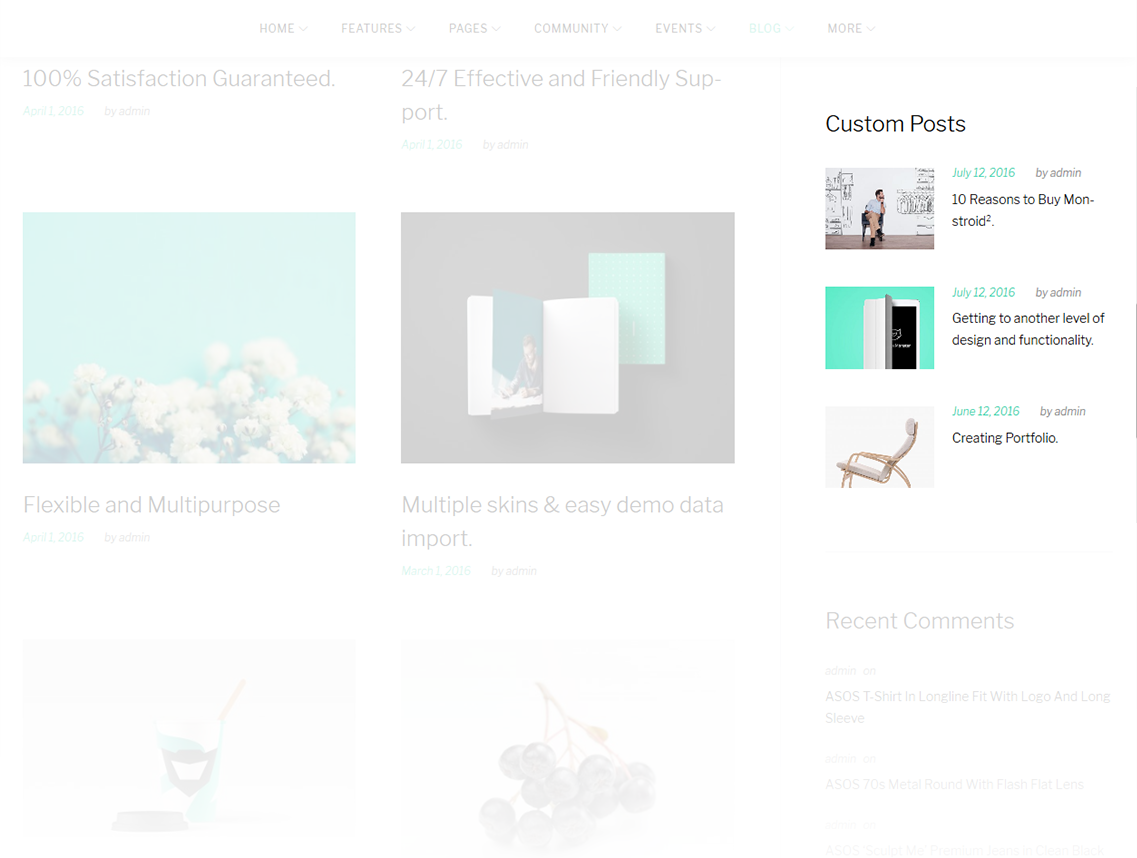 HOME FEATURES PAGES COMMUNITY EVENTS BLOG MORE
100% Satisfaction Guaranteed.
April 1, 2016 by admin
24/7 Effective and Friendly Sup-
port.
April 1, 2016 by admin
Flexible and Multipurpose
April 1, 2016 by admin
Multiple skins & easy demo data
import.
March 1, 2016 by admin
Custom Posts
July 12, 2016 by admin
10 Reasons to Buy Mon-
stroid².
July 12, 2016 by admin
Getting to another level of
design and functionality.
June 12, 2016 by admin
Creating Portfolio.
Recent Comments
admin on
ASOS T-Shirt In Longline Fit With Logo And Long
Sleeve
admin on
ASOS 70s Metal Round With Flash Flat Lens
admin on
ASOS 'Sculpt Me' Premium Jeans in Clean Black